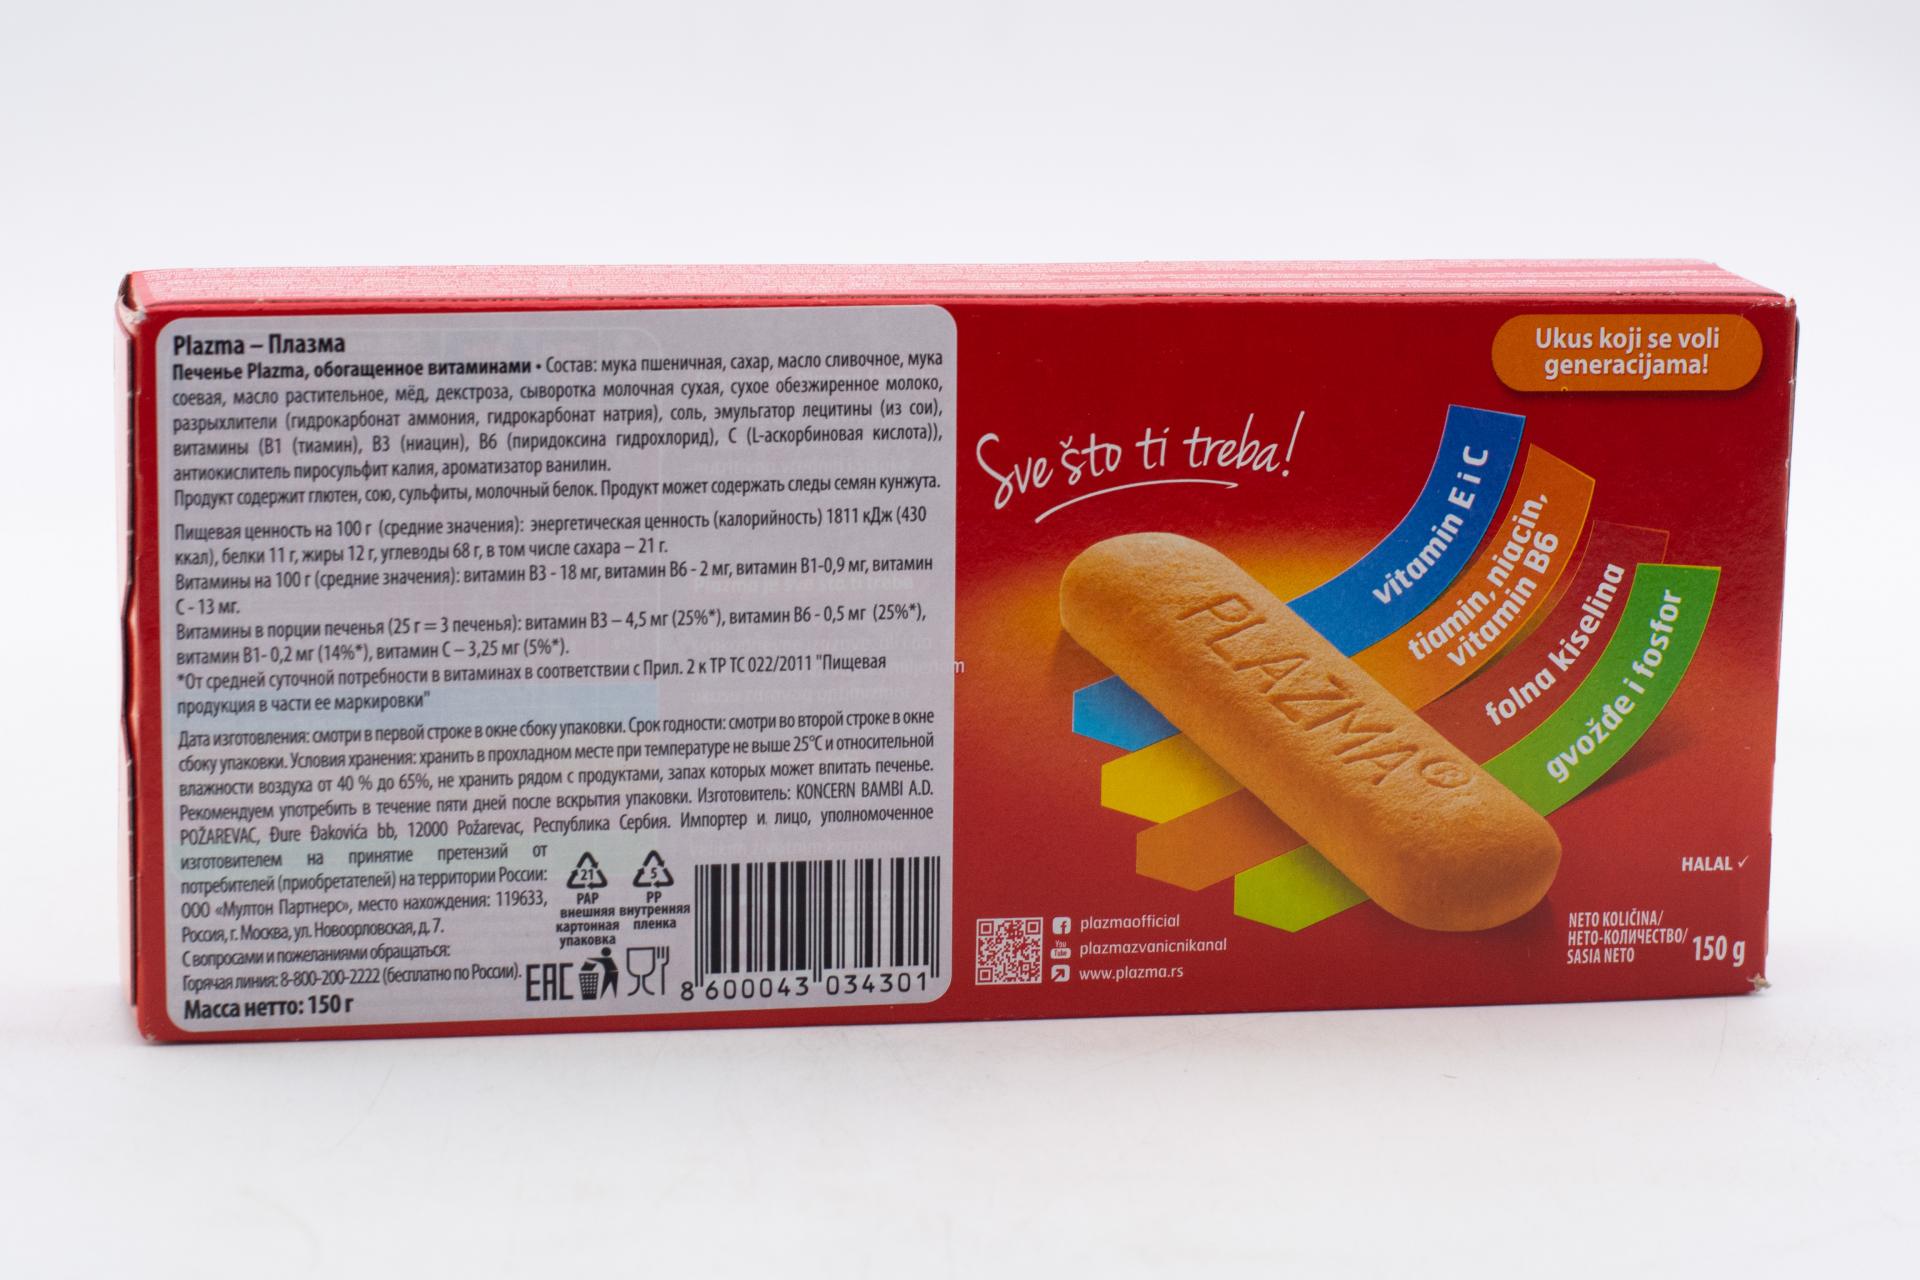 Plazma – Плазма
Печенье Plazma, обогащенное витаминами • Состав: мука пшеничная, сахар, масло сливочное, мука
соевая, масло растительное, мёд, декстроза, сыворотка молочная сухая, сухое обезжиренное молоко,
разрыхлители (гидрокарбонат аммония, гидрокарбонат натрия), соль, эмульгатор лецитины (из сои),
витамины (B1 (тиамин), B3 (ниацин), B6 (пиридоксина гидрохлорид), C (L-аскорбиновая кислота)),
антиокислитель пиросульфит калия, ароматизатор ванилин.
Продукт содержит глютен, сою, сульфиты, молочный белок. Продукт может содержать следы семян кунжута.
Пищевая ценность на 100 г (средние значения): энергетическая ценность (калорийность) 1811 кДж (430
ккал), белки 11 г, жиры 12 г, углеводы 68 г, в том числе сахара – 21 г.
Витамины на 100 г (средние значения): витамин B3 - 18 мг, витамин B6 - 2 мг, витамин B1-0,9 мг, витамин
C - 13 мг.
Витамины в порции печенья (25 г = 3 печенья): витамин B3 – 4,5 мг (25%*), витамин B6 - 0,5 мг (25%*),
витамин B1- 0,2 мг (14%*), витамин C – 3,25 мг (5%*).
*От средней суточной потребности в витаминах в соответствии с Прил. 2 к ТР ТС 022/2011 "Пищевая
продукция в части ее маркировки"
Дата изготовления: смотри в первой строке в окне сбоку упаковки. Срок годности: смотри во второй строке в окне
сбоку упаковки. Условия хранения: хранить в прохладном месте при температуре не выше 25°C и относительной
влажности воздуха от 40 % до 65%, не хранить рядом с продуктами, запах которых может впитать печенье.
Рекомендуем употребить в течение пяти дней после вскрытия упаковки. Изготовитель: KONCERN BAMBI A.D.
POŽAREVAC, Đure Đakovića bb, 12000 Požarevac, Республика Сербия. Импортер и лицо, уполномоченное
изготовителем на принятие претензий от
потребителей (приобретателей) на территории России:
ООО «Мултон Партнерс», место нахождения: 119633,
Россия, г. Москва, ул. Новоорловская, д. 7.
С вопросами и пожеланиями обращаться:
Горячая линия: 8-800-200-2222 (бесплатно по России).
Масса нетто: 150 г
21
PAP
внешняя
картонная
упаковка
5
PP
внутренняя
пленка
EAC
8 600043 034301
Ukus koji se voli
generacijama!
Sve što ti treba!
vitamin E i C
tiamin, niacin,
vitamin B6
folna kiselina
gvožđe i fosfor
PLAZMA®
plazmaofficial
You Tube plazmazvanicnikanal
www.plazma.rs
HALAL ✓
NETO KOLIČINA/
НЕТО-КОЛИЧЕСТВО/
SASIA NETO
150 g